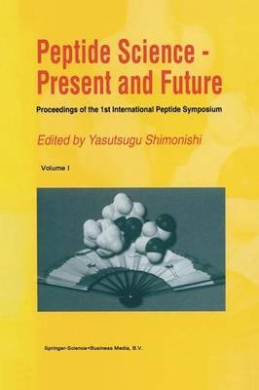 Peptide Science -
Present and Future
Proceedings of the 1st International Peptide Symposium
Edited by Yasutsugu Shimonishi
Volume I
Springer-Science+Business Media, B.V.